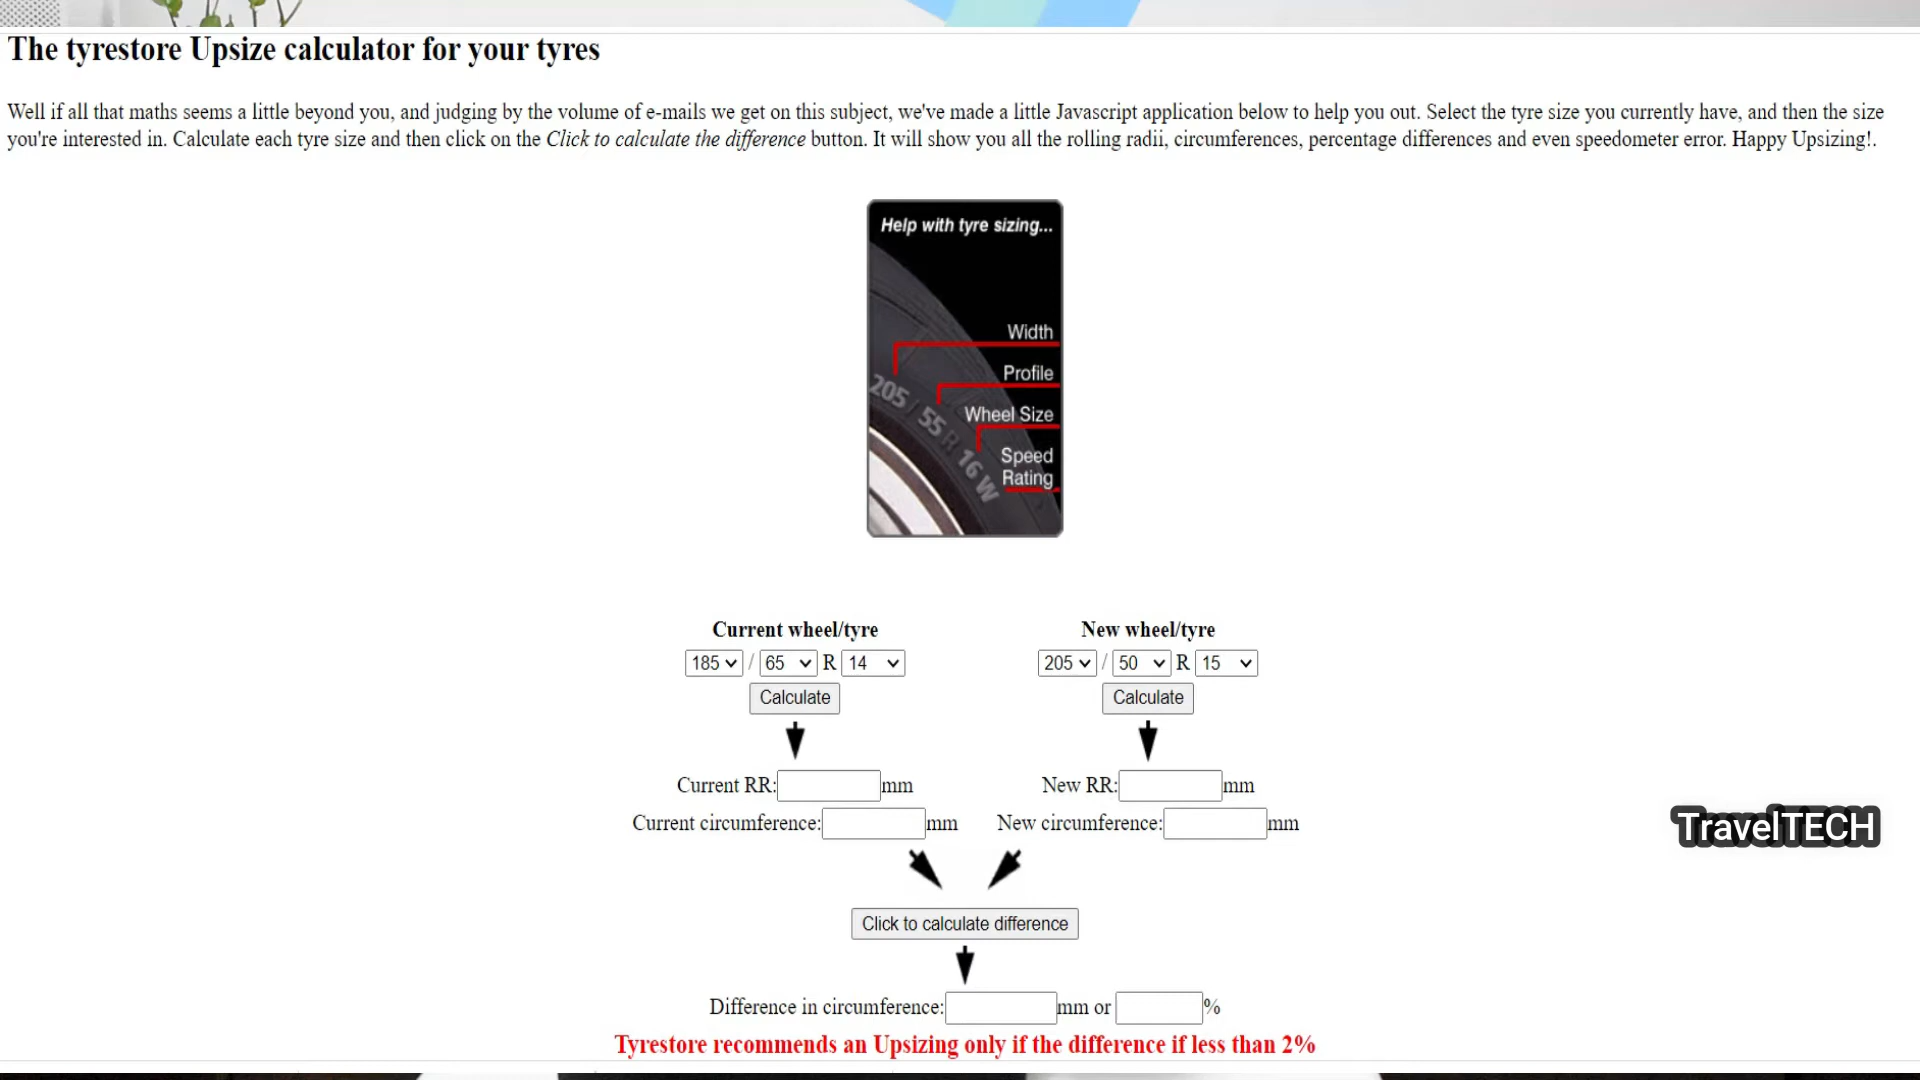 The tyrestore Upsize calculator for your tyres
Well if all that maths seems a little beyond you, and judging by the volume of e-mails we get on this subject, we've made a little Javascript application below to help you out. Select the tyre size you currently have, and then the size
you're interested in. Calculate each tyre size and then click on the Click to calculate the difference button. It will show you all the rolling radii, circumferences, percentage differences and even speedometer error. Happy Upsizing!.
Help with tyre sizing...
Width
Profile
Wheel Size
Speed
Rating
205 / 55 R 16 W
Current wheel/tyre
185 / 65 R 14
Calculate
Current RR: mm
Current circumference: mm
New wheel/tyre
205 / 50 R 15
Calculate
New RR: mm
New circumference: mm
TravelTECH
Click to calculate difference
Difference in circumference: mm or %
Tyrestore recommends an Upsizing only if the difference if less than 2%